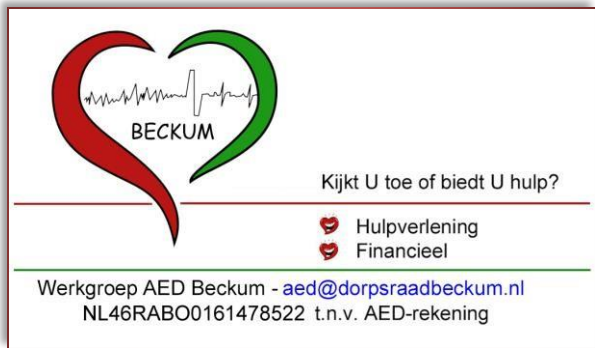 BECKUM
Kijkt U toe of biedt U hulp?
Hulpverlening
Financieel
Werkgroep AED Beckum - aed@dorpsraadbeckum.nl
NL46RABO0161478522 t.n.v. AED-rekening